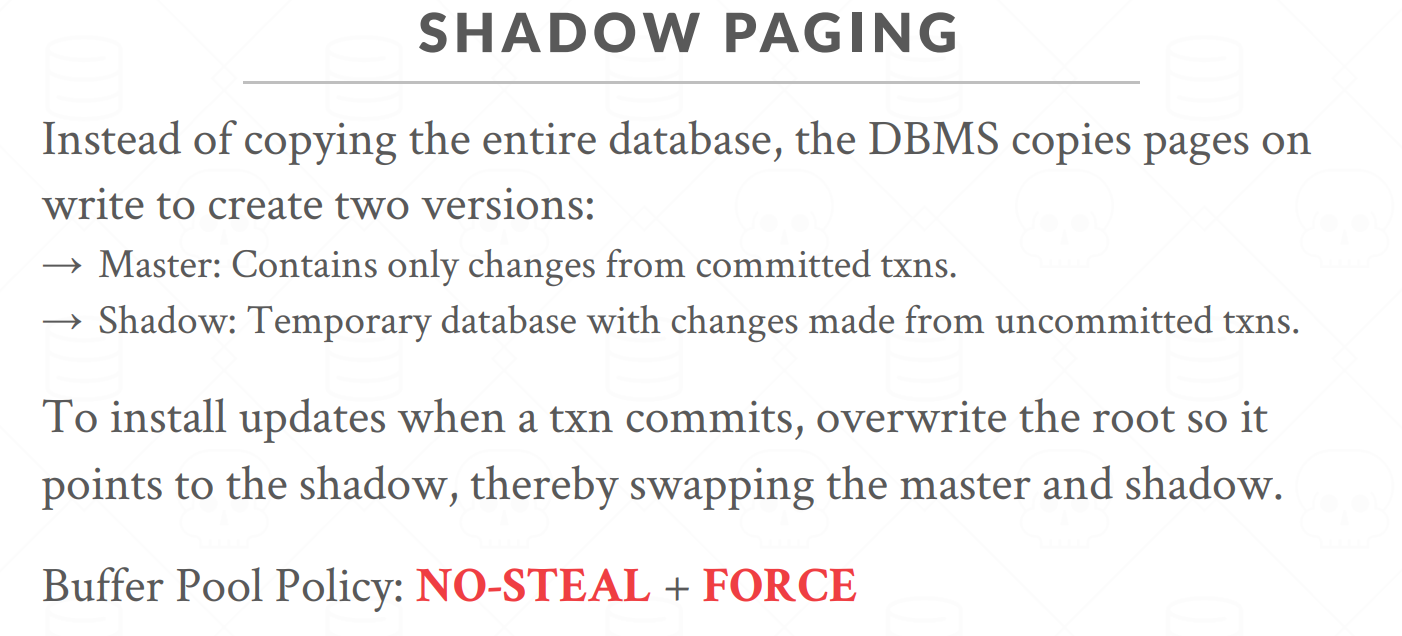 SHADOW PAGING
Instead of copying the entire database, the DBMS copies pages on
write to create two versions:
→ Master: Contains only changes from committed txns.
→ Shadow: Temporary database with changes made from uncommitted txns.
To install updates when a txn commits, overwrite the root so it
points to the shadow, thereby swapping the master and shadow.
Buffer Pool Policy: NO-STEAL + FORCE